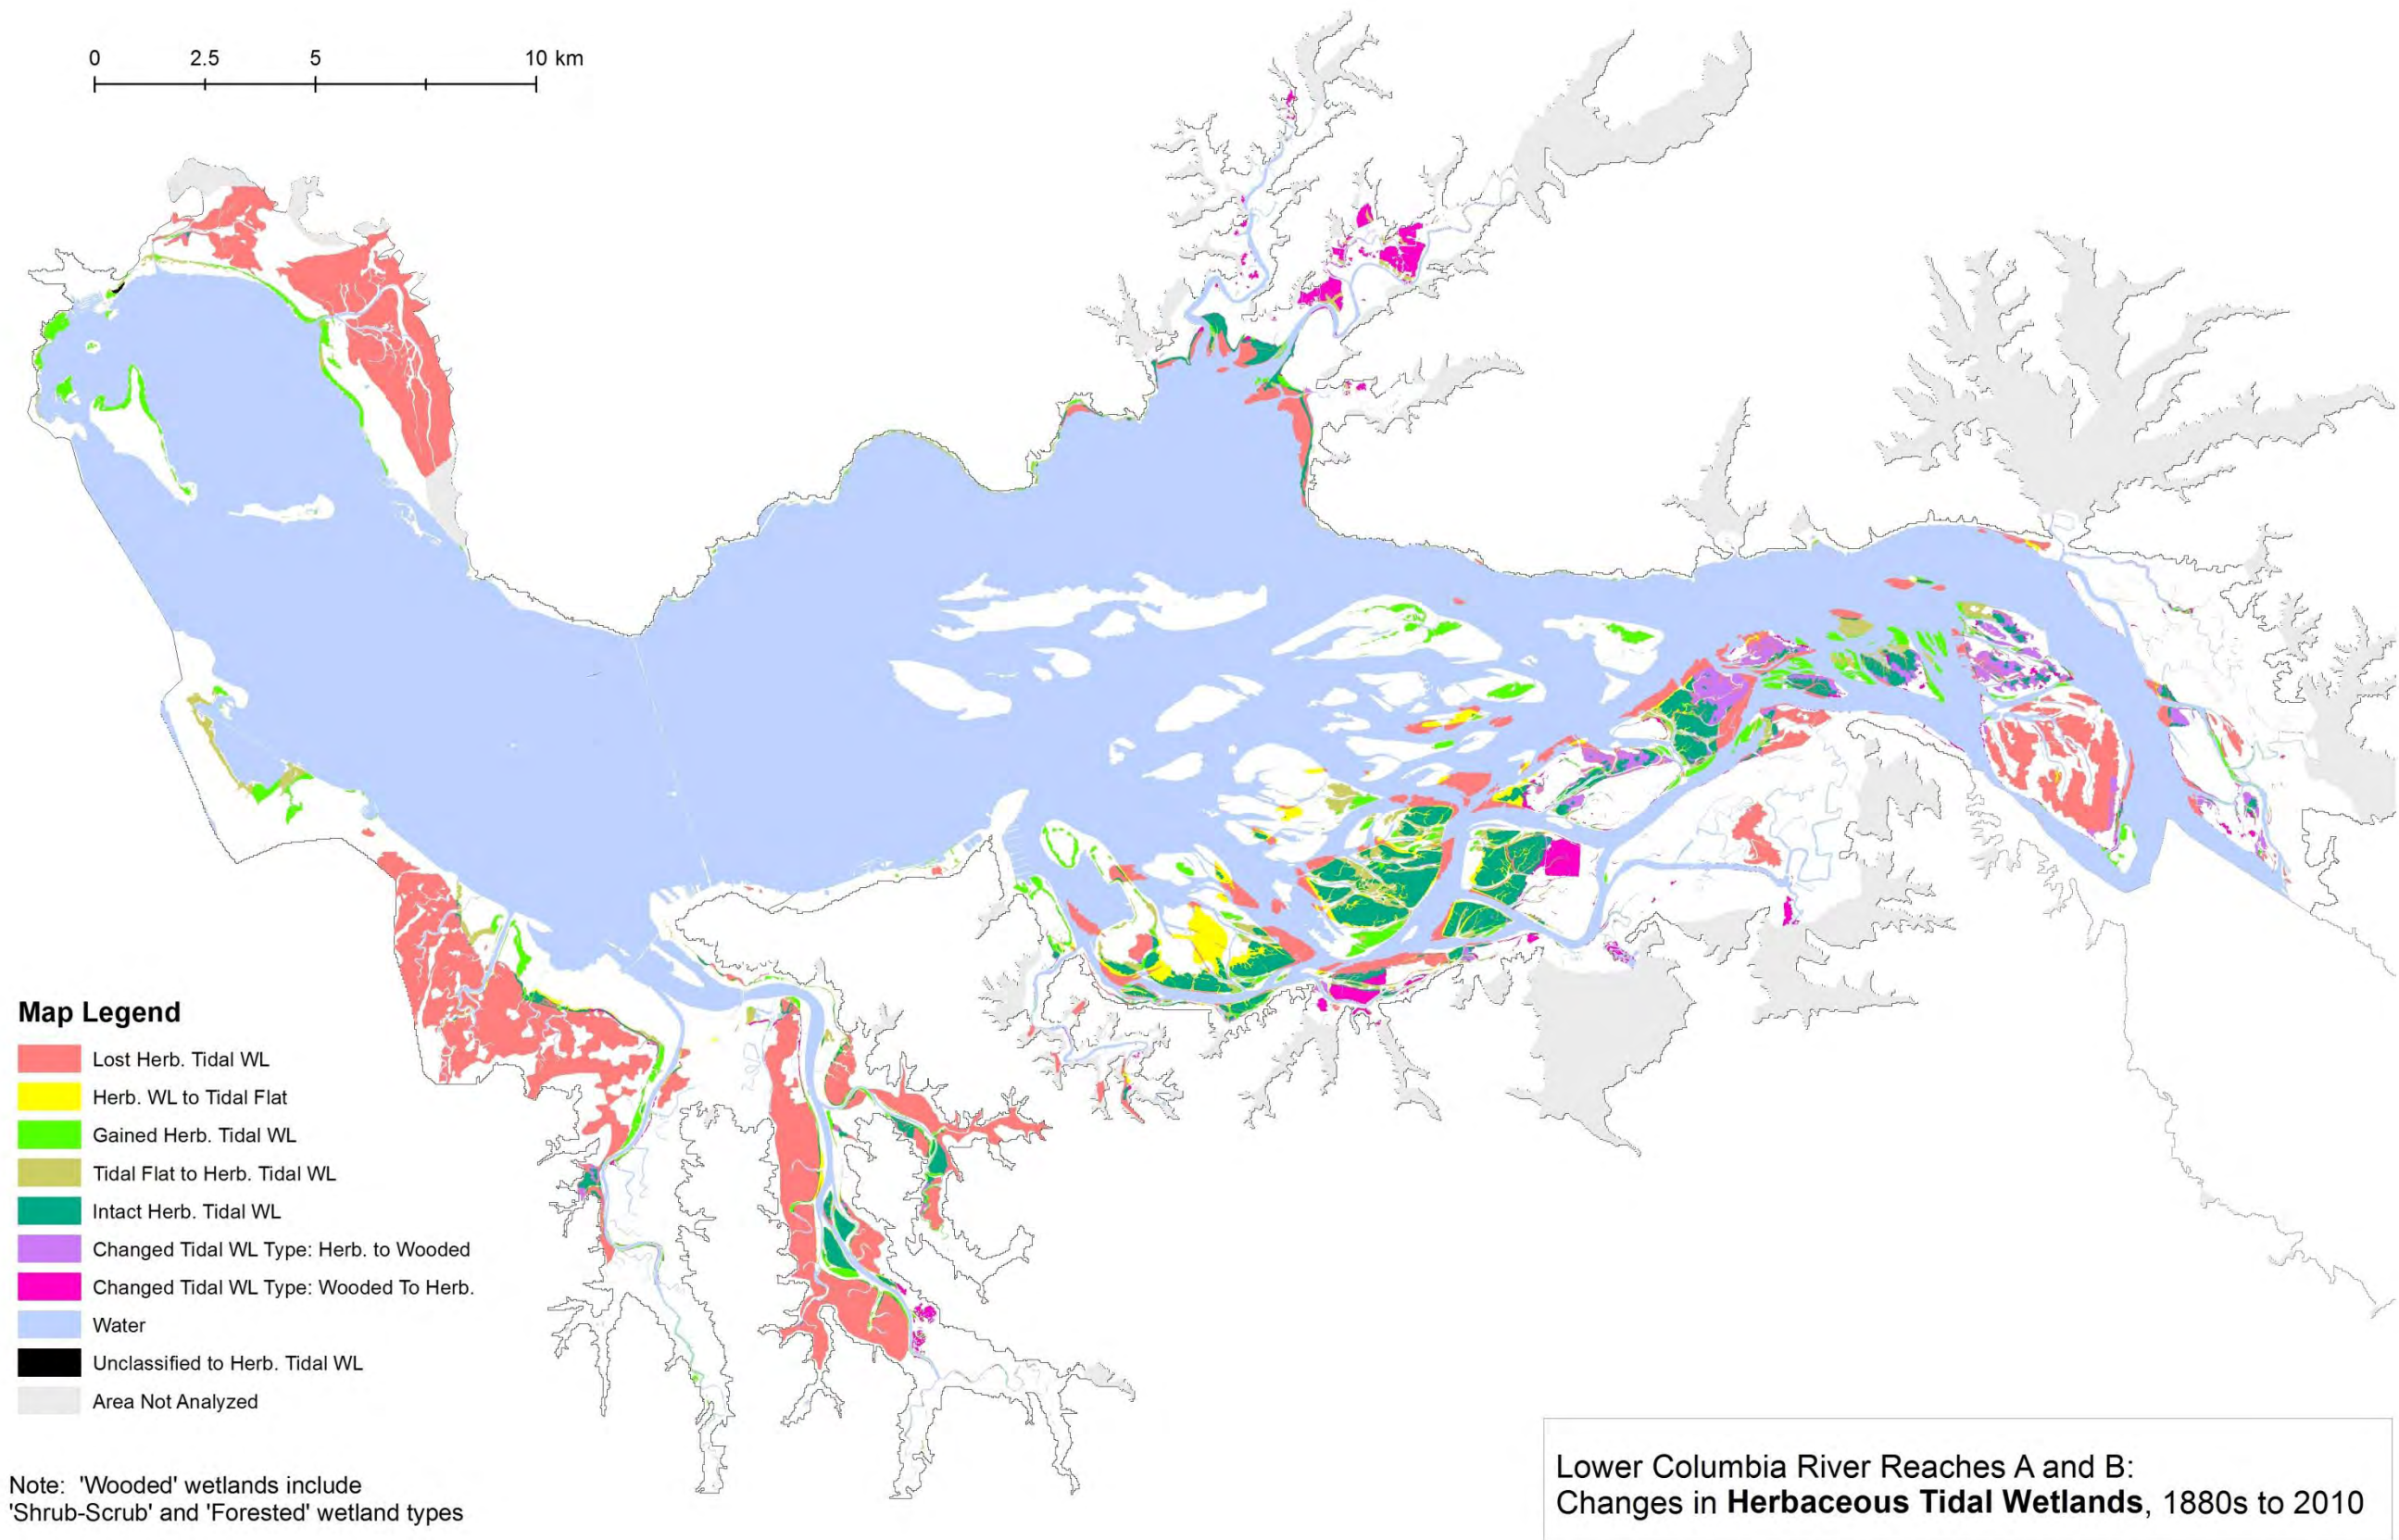 0 2.5 5 10 km
Map Legend
Lost Herb. Tidal WL
Herb. WL to Tidal Flat
Gained Herb. Tidal WL
Tidal Flat to Herb. Tidal WL
Intact Herb. Tidal WL
Changed Tidal WL Type: Herb. to Wooded
Changed Tidal WL Type: Wooded To Herb.
Water
Unclassified to Herb. Tidal WL
Area Not Analyzed
Note: 'Wooded' wetlands include
'Shrub-Scrub' and 'Forested' wetland types
Lower Columbia River Reaches A and B:
Changes in Herbaceous Tidal Wetlands, 1880s to 2010